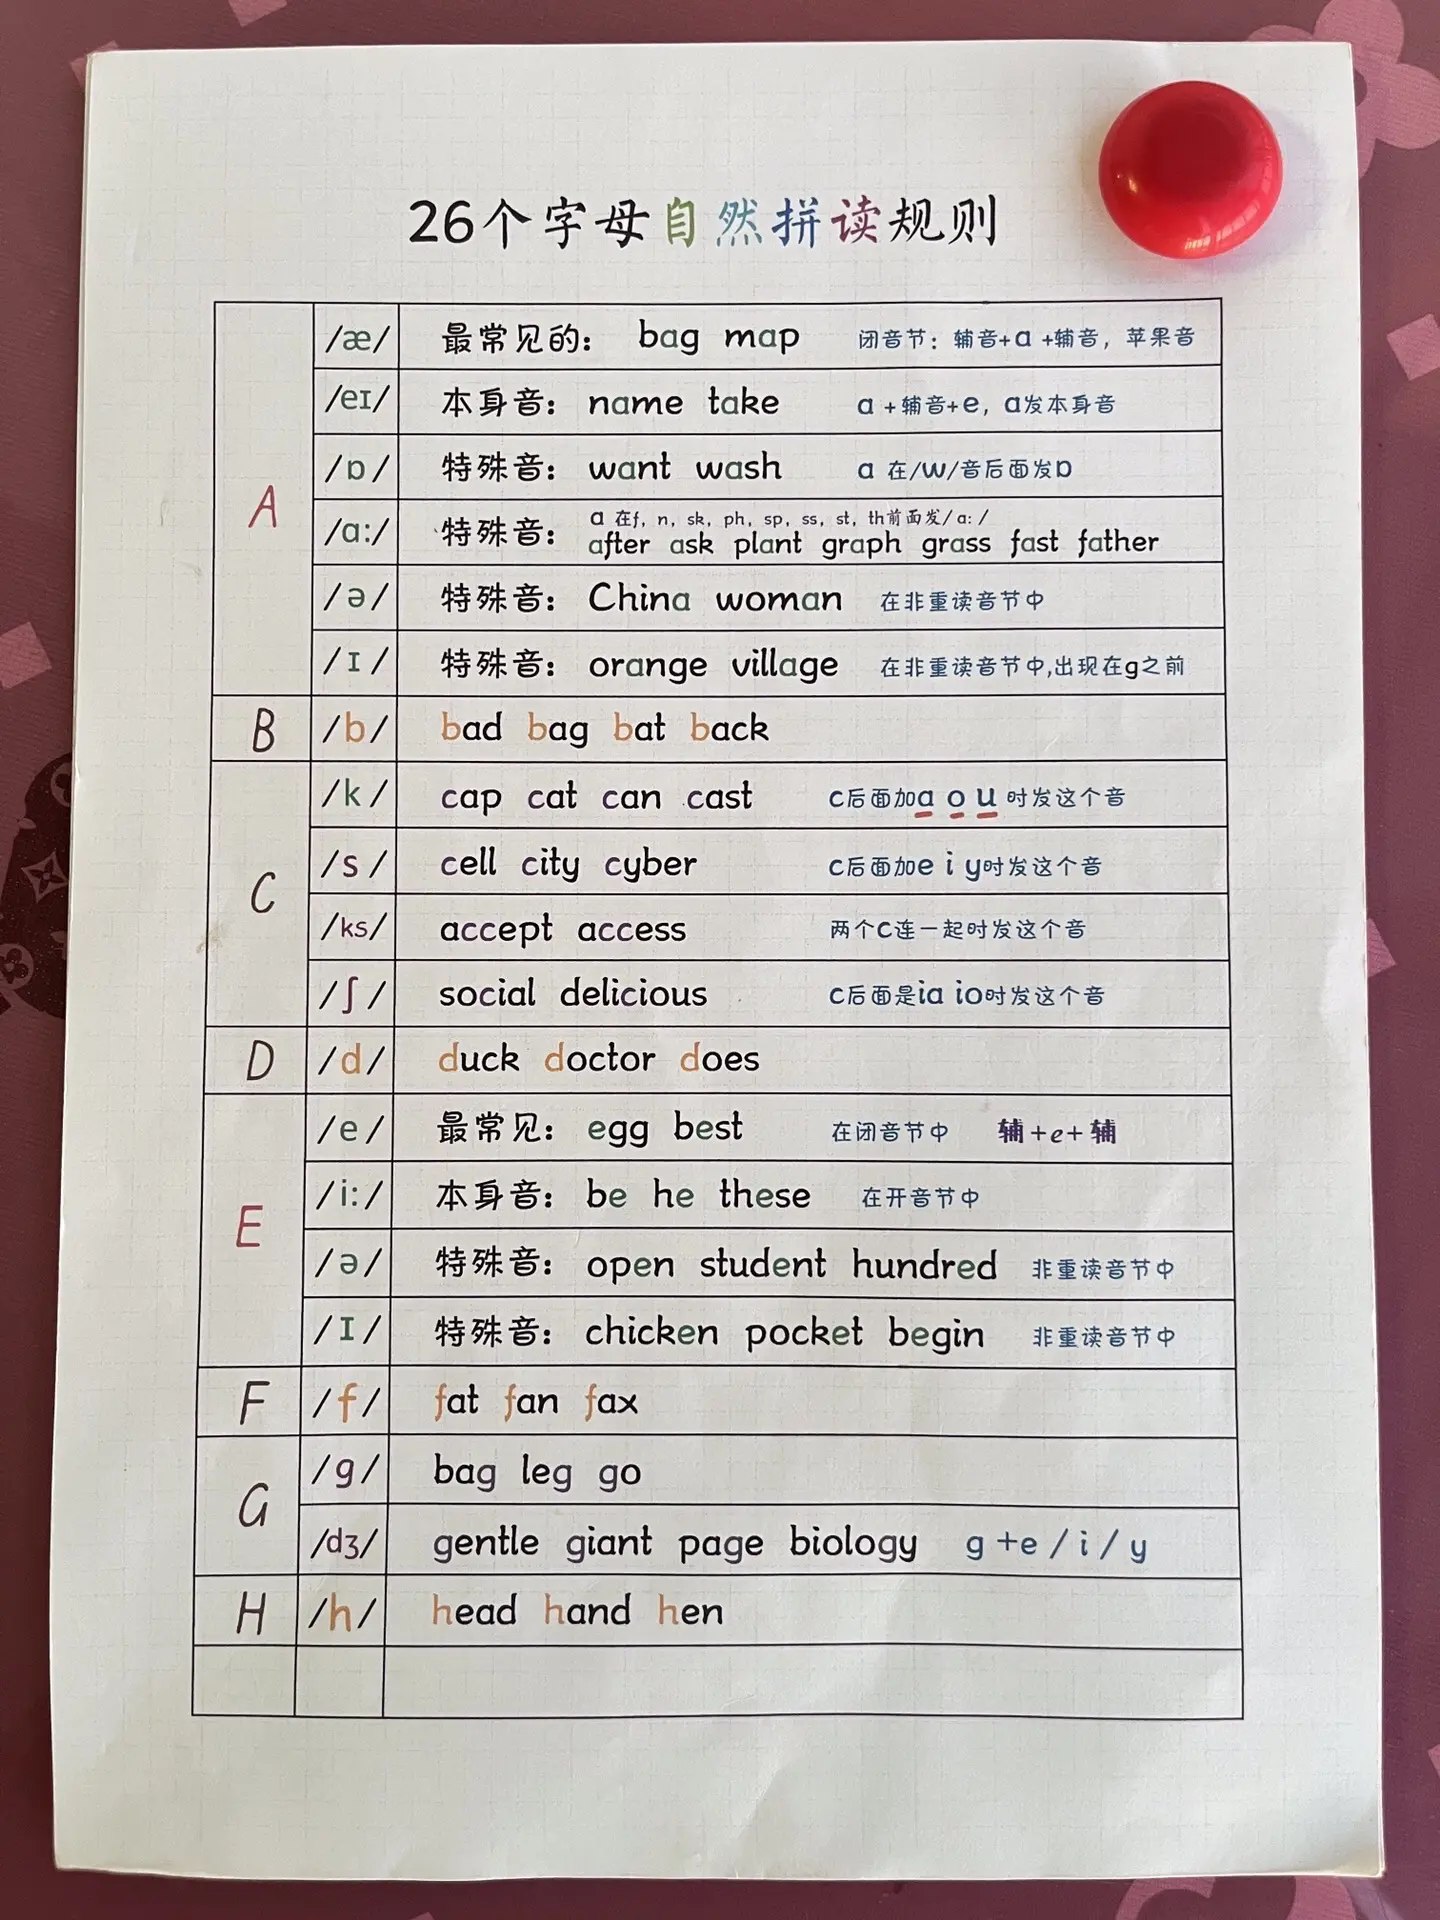 26个字母自然拼读规则
A
/æ/ 最常见的： bag map 闭音节：辅音+a +辅音，苹果音
/eɪ/ 本身音： name take a +辅音+e，a发本身音
/ɒ/ 特殊音： want wash a 在/w/音后面发ɒ
/ɑ:/ 特殊音： a 在f, n, sk, ph, sp, ss, st, th前面发/ɑ: /
after ask plant graph grass fast father
/ə/ 特殊音： China woman 在非重读音节中
/ɪ/ 特殊音： orange village 在非重读音节中,出现在g之前
B /b/ bad bag bat back
C
/k/ cap cat can cast c后面加a o u 时发这个音
/s/ cell city cyber c后面加e i y时发这个音
/ks/ accept access 两个c连一起时发这个音
/ʃ/ social delicious c后面是ia io时发这个音
D /d/ duck doctor does
E
/e/ 最常见： egg best 在闭音节中 辅+e+辅
/i:/ 本身音： be he these 在开音节中
/ə/ 特殊音： open student hundred 非重读音节中
/ɪ/ 特殊音： chicken pocket begin 非重读音节中
F /f/ fat fan fax
G
/g/ bag leg go
/dʒ/ gentle giant page biology g +e / i / y
H /h/ head hand hen